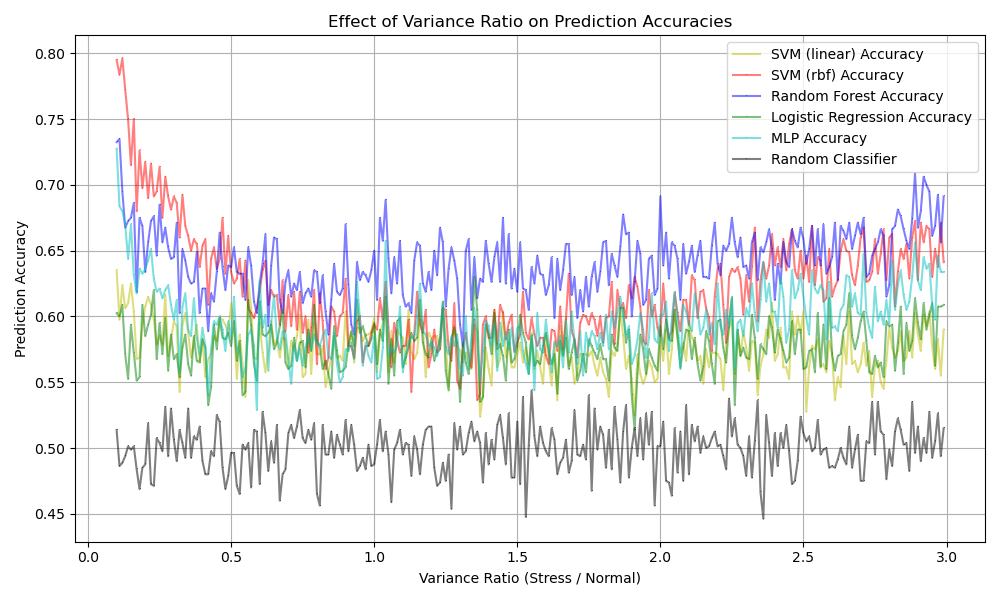 Effect of Variance Ratio on Prediction Accuracies
SVM (linear) Accuracy
SVM (rbf) Accuracy
Random Forest Accuracy
Logistic Regression Accuracy
MLP Accuracy
Random Classifier
Prediction Accuracy
0.80
0.75
0.70
0.65
0.60
0.55
0.50
0.45
0.0 0.5 1.0 1.5 2.0 2.5 3.0
Variance Ratio (Stress / Normal)